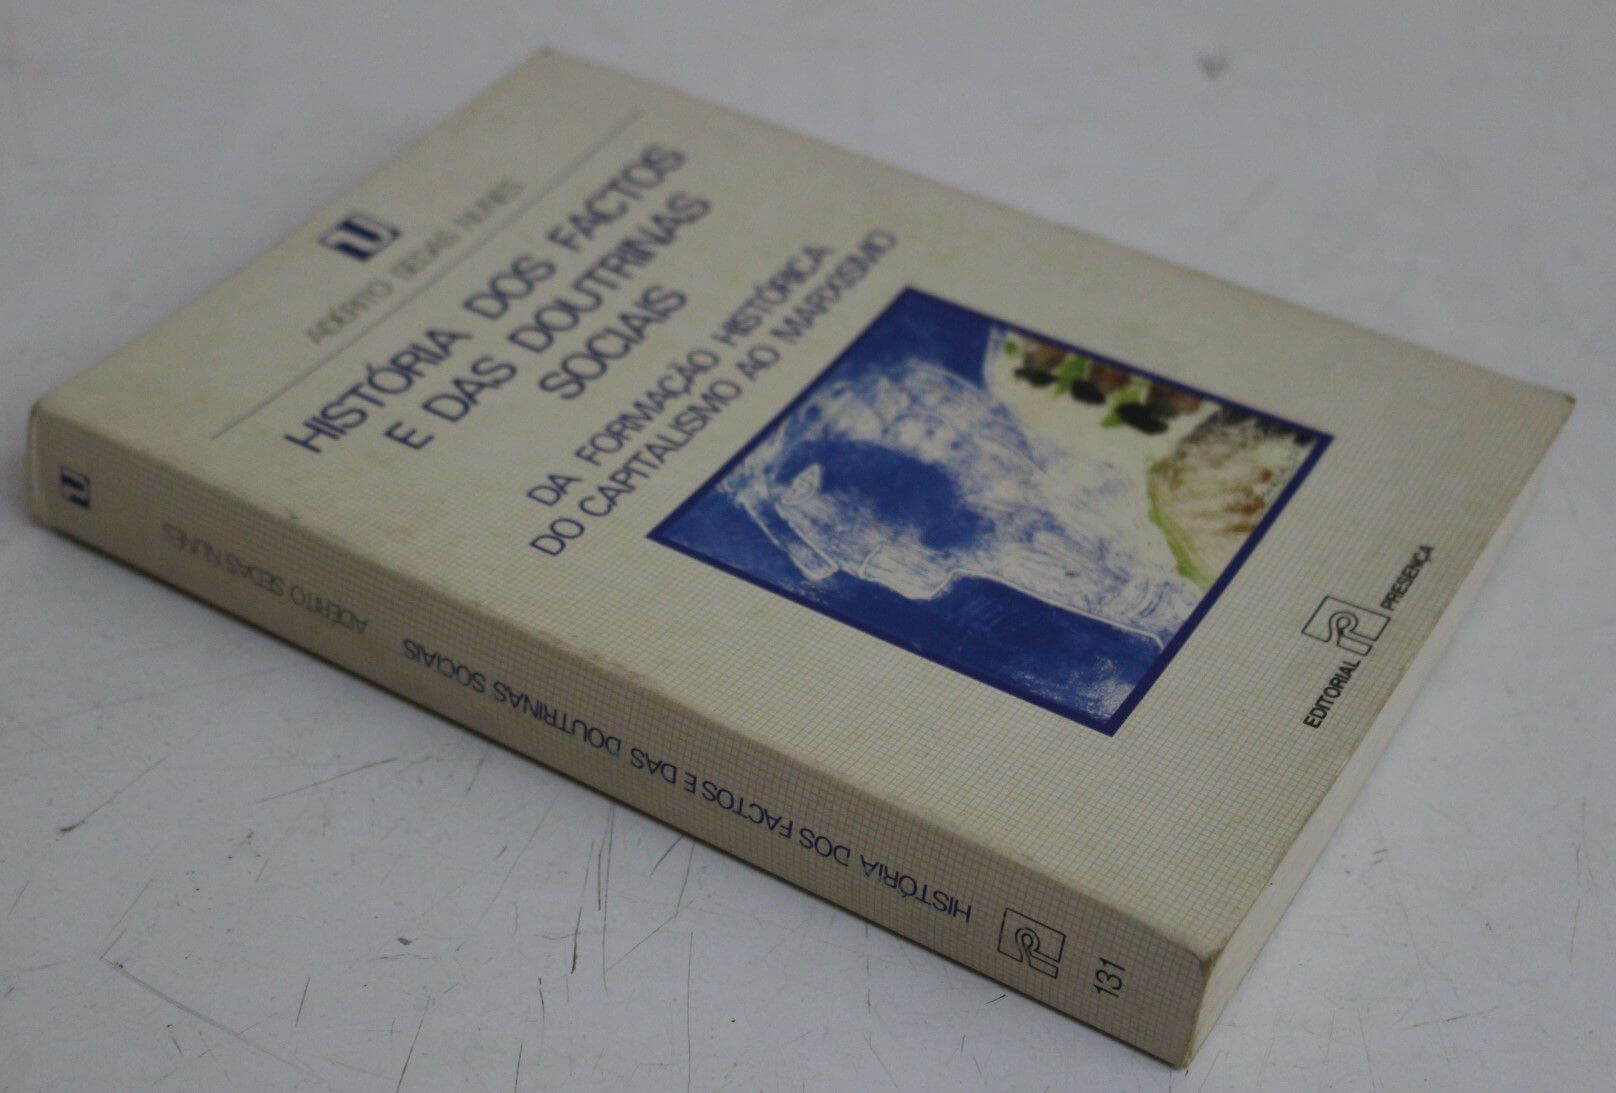 ADÉRITO SEDAS NUNES
HISTÓRIA DOS FACTOS
E DAS DOUTRINAS
SOCIAIS
DA FORMAÇÃO HISTÓRICA
DO CAPITALISMO AO MARXISMO
EDITORIAL PRESENÇA
ADÉRITO SEDAS NUNES
HISTÓRIA DOS FACTOS E DAS DOUTRINAS SOCIAIS
131